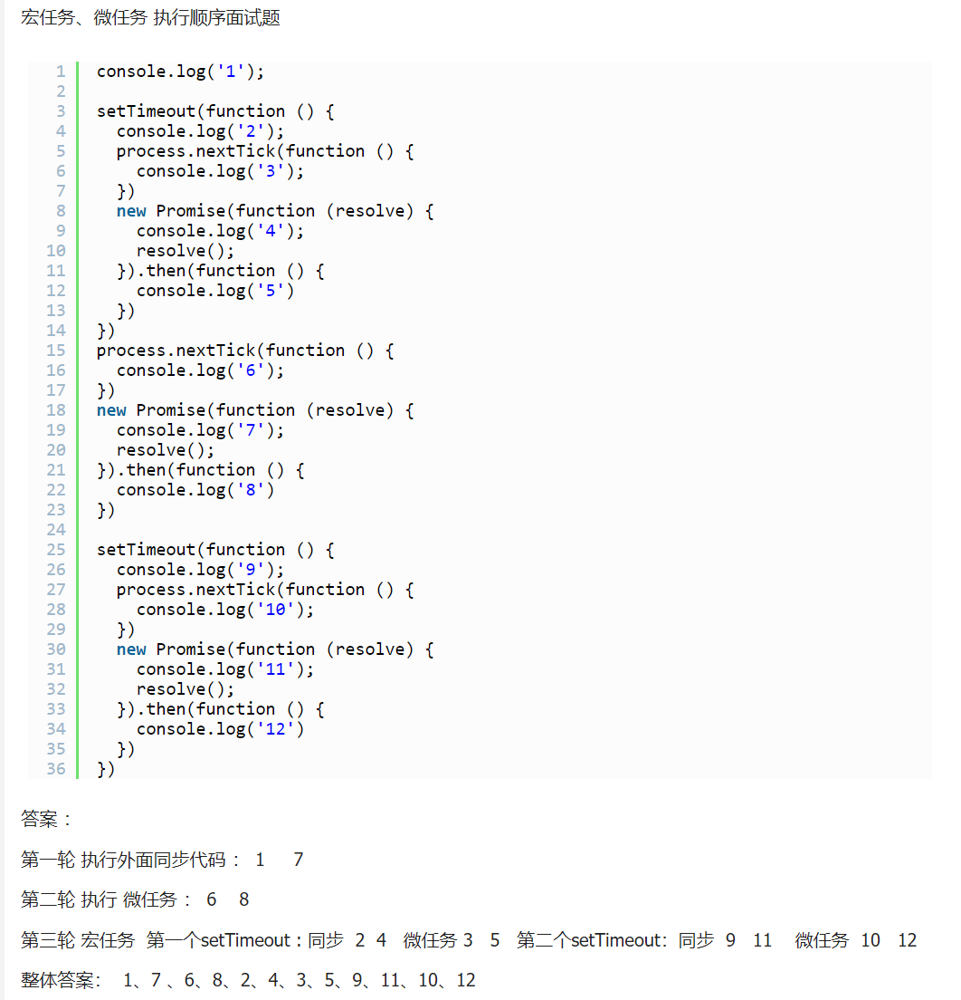 宏任务、微任务 执行顺序面试题
1 console.log('1');
2
3 setTimeout(function () {
4   console.log('2');
5   process.nextTick(function () {
6     console.log('3');
7   })
8   new Promise(function (resolve) {
9     console.log('4');
10     resolve();
11   }).then(function () {
12     console.log('5')
13   })
14 })
15 process.nextTick(function () {
16   console.log('6');
17 })
18 new Promise(function (resolve) {
19   console.log('7');
20   resolve();
21 }).then(function () {
22   console.log('8')
23 })
24
25 setTimeout(function () {
26   console.log('9');
27   process.nextTick(function () {
28     console.log('10');
29   })
30   new Promise(function (resolve) {
31     console.log('11');
32     resolve();
33   }).then(function () {
34     console.log('12')
35   })
36 })
答案：
第一轮 执行外面同步代码： 1 7
第二轮 执行 微任务： 6 8
第三轮 宏任务 第一个setTimeout：同步 2 4 微任务 3 5 第二个setTimeout：同步 9 11 微任务 10 12
整体答案： 1、7 、6、8、2、4、3、5、9、11、10、12